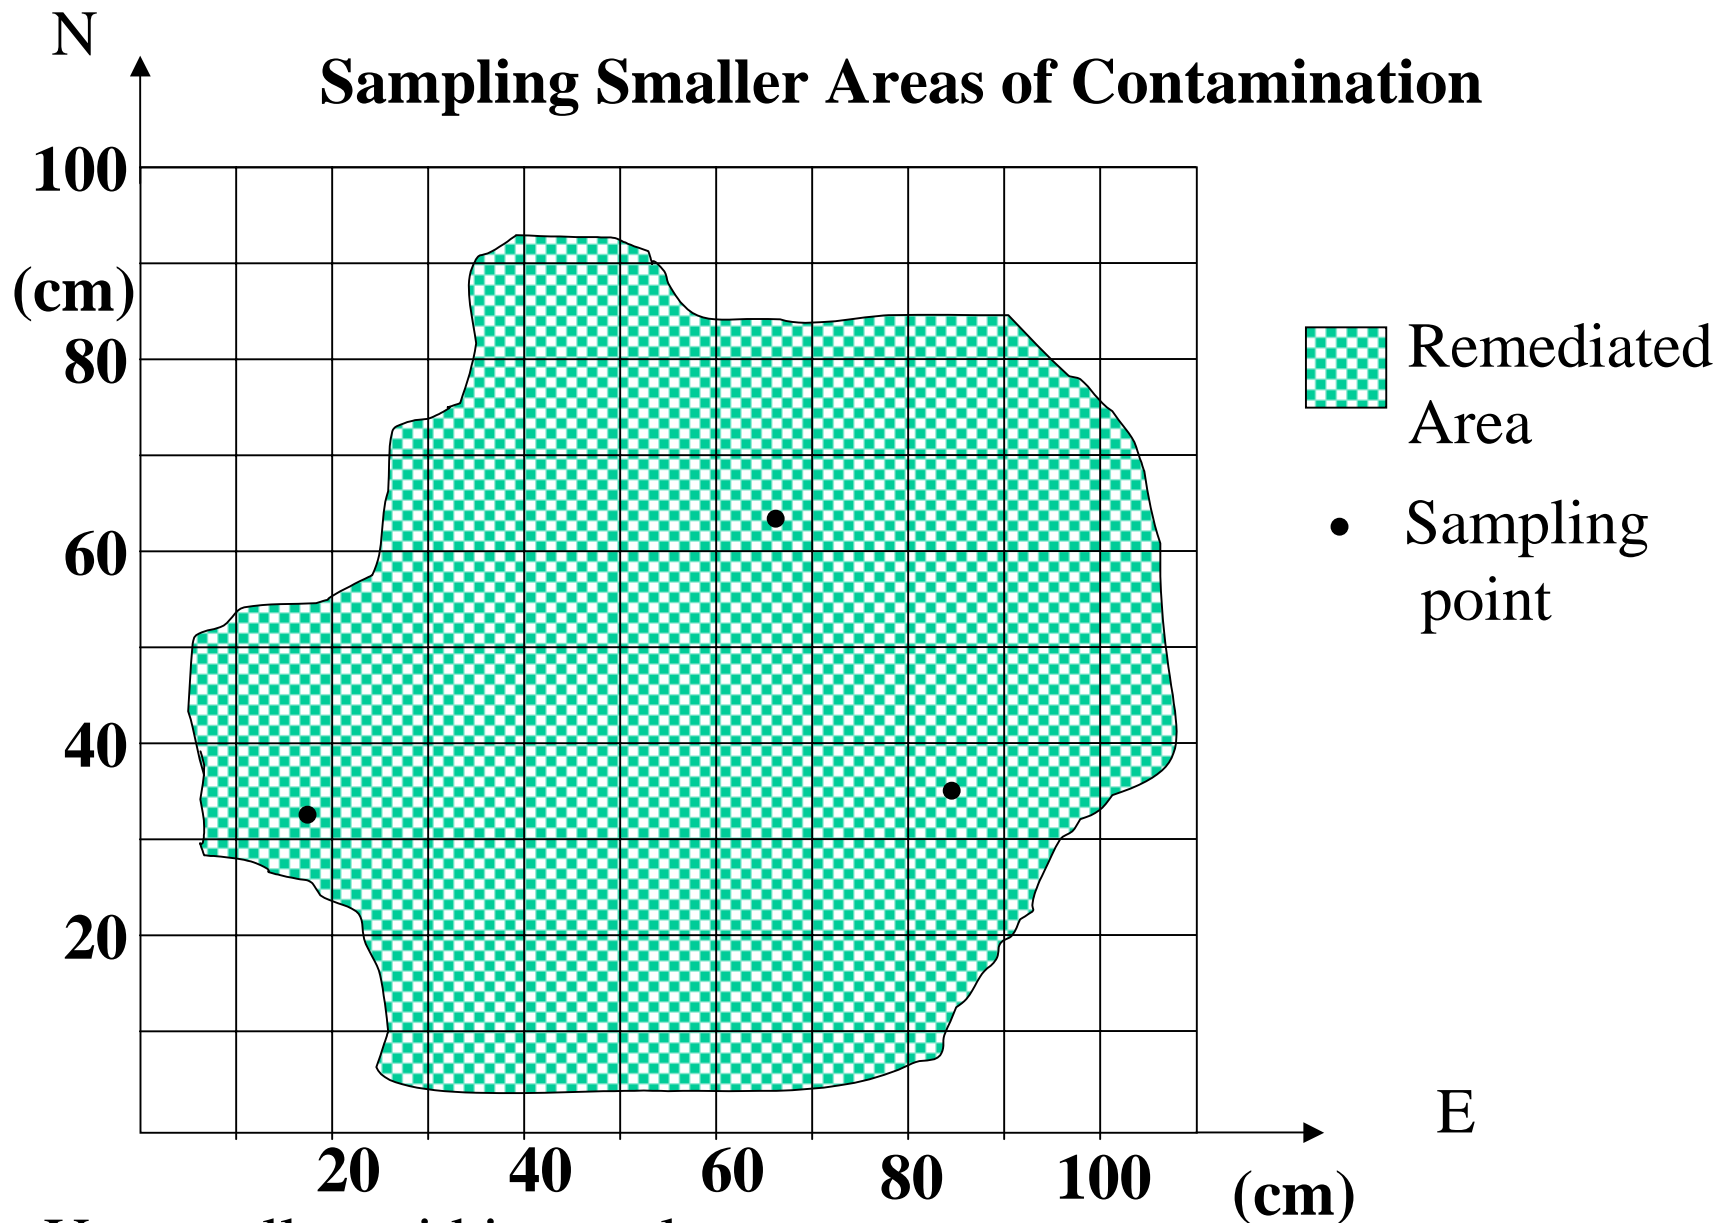 N
Sampling Smaller Areas of Contamination
100
(cm)
80
60
40
20
Remediated
Area
Sampling
point
E
20 40 60 80 100 (cm)